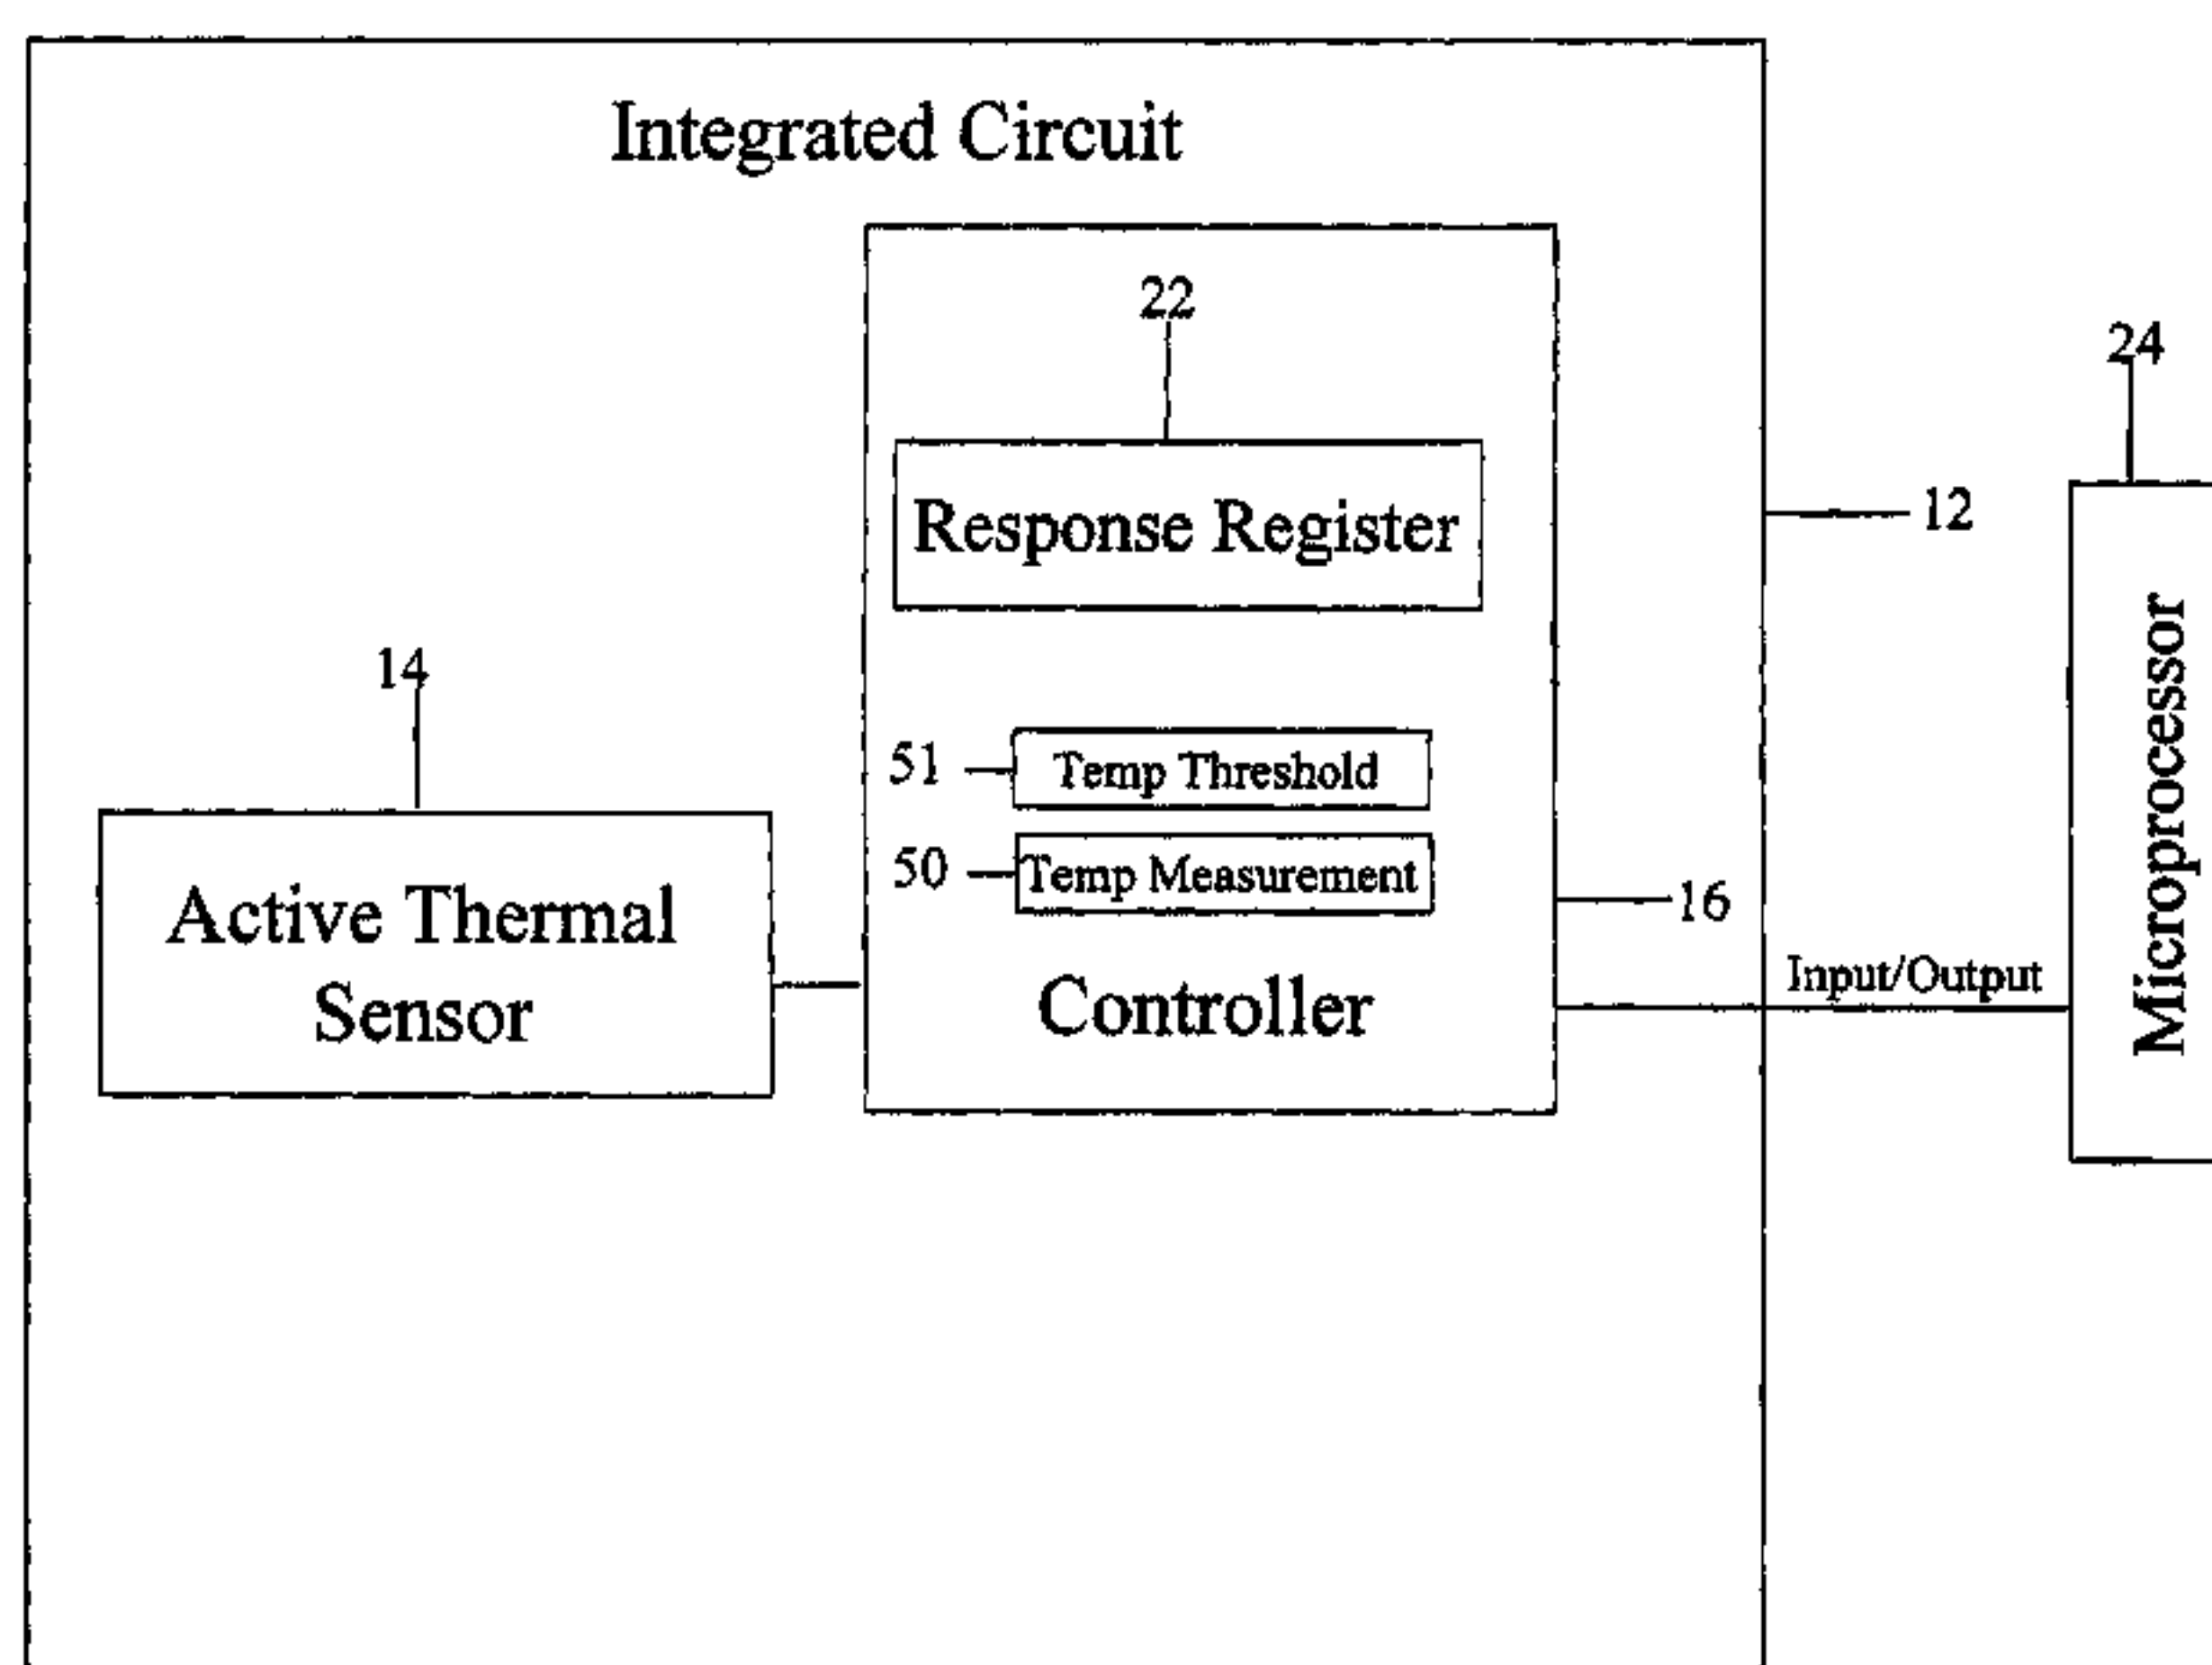 Integrated Circuit
22
24
Response Register
12
14
51
Temp Threshold
50
Temp Measurement
16
Active Thermal
Sensor
Controller
Input/Output
Microprocessor